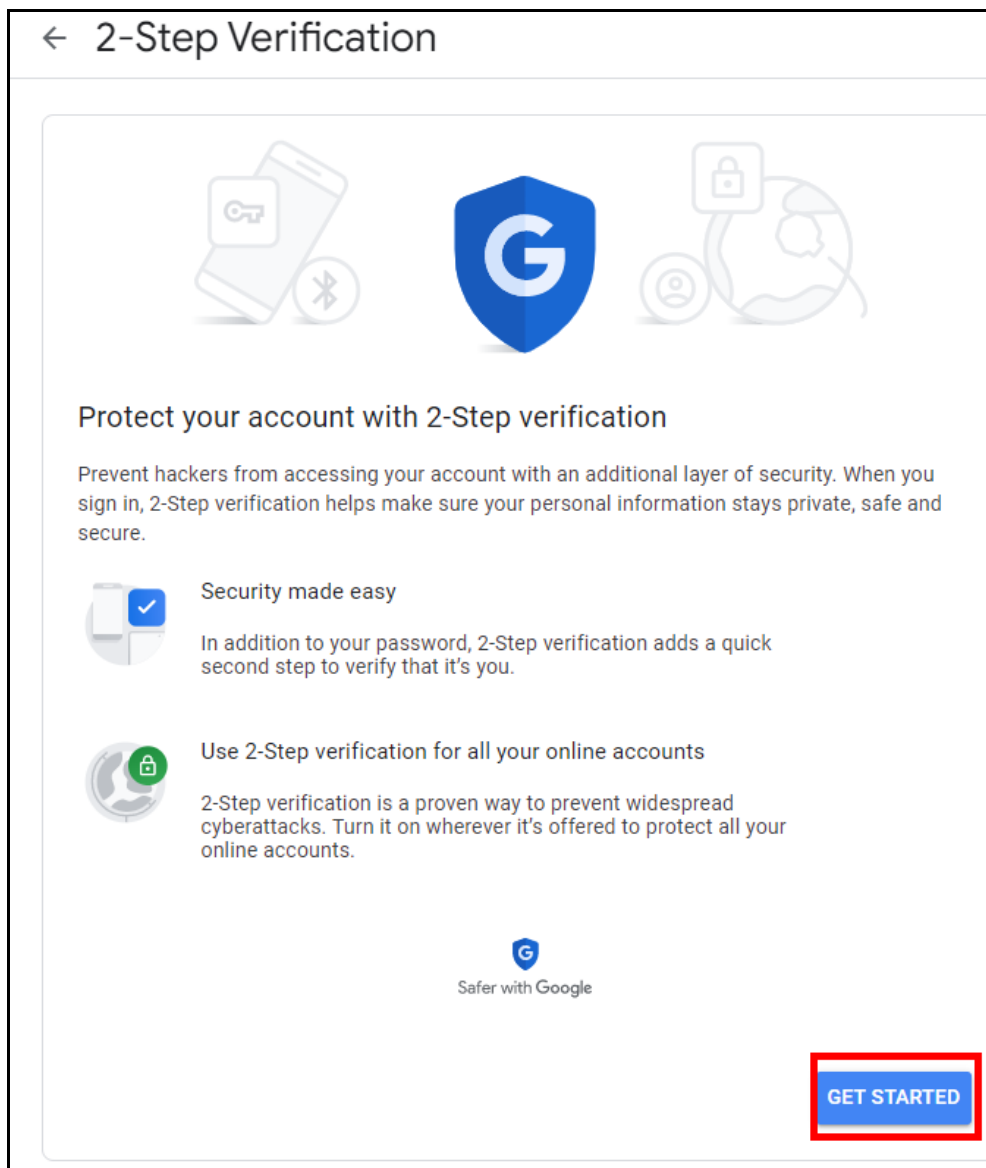 2-Step Verification
Protect your account with 2-Step verification
Prevent hackers from accessing your account with an additional layer of security. When you
sign in, 2-Step verification helps make sure your personal information stays private, safe and
secure.
Security made easy
In addition to your password, 2-Step verification adds a quick
second step to verify that it’s you.
Use 2-Step verification for all your online accounts
2-Step verification is a proven way to prevent widespread
cyberattacks. Turn it on wherever it’s offered to protect all your
online accounts.
Safer with Google
GET STARTED